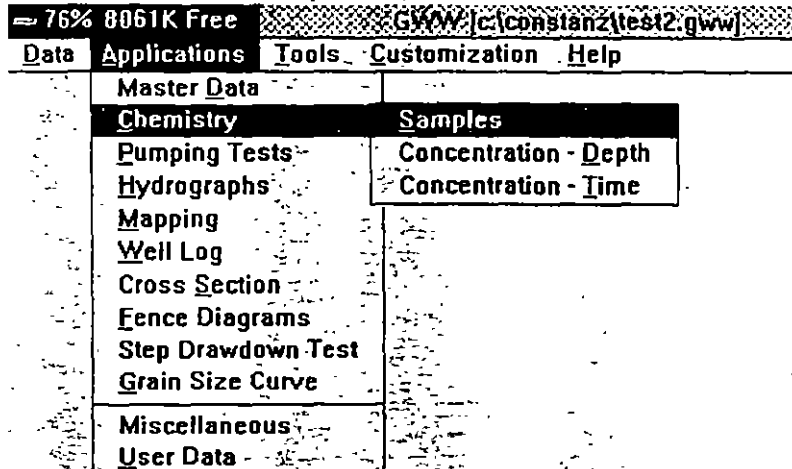 76% 8061K Free GWW [c:\constanz\test2.gww]
Data Applications Tools Customization Help
Master Data
Chemistry Samples
Pumping Tests Concentration - Depth
Hydrographs Concentration - Time
Mapping
Well Log
Cross Section
Fence Diagrams
Step Drawdown Test
Grain Size Curve
Miscellaneous
User Data